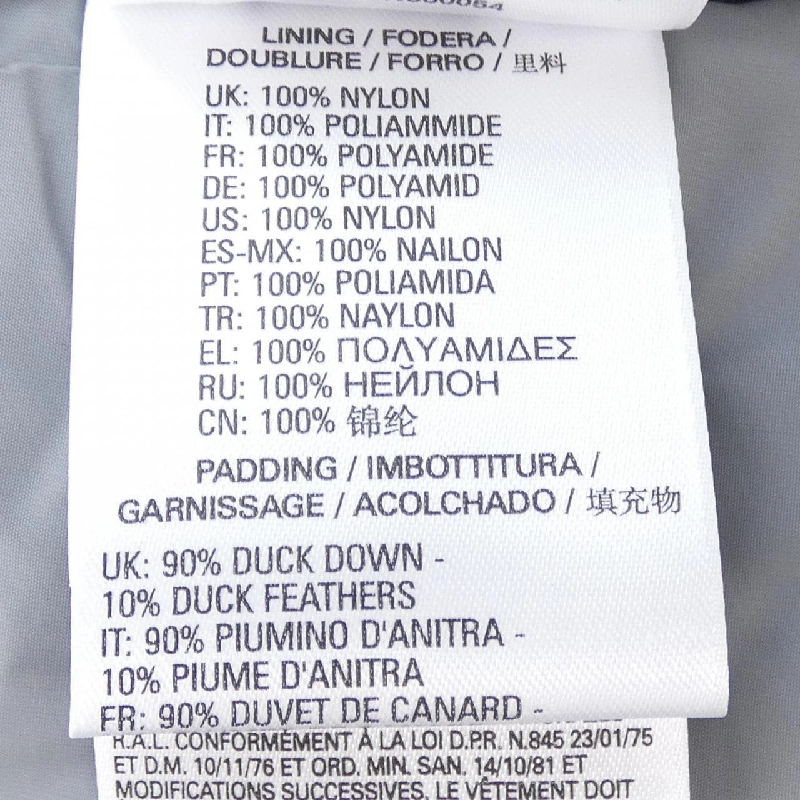 LINING / FODERA /
DOUBLURE / FORRO / 里料
UK: 100% NYLON
IT: 100% POLIAMMIDE
FR: 100% POLYAMIDE
DE: 100% POLYAMID
US: 100% NYLON
ES-MX: 100% NAILON
PT: 100% POLIAMIDA
TR: 100% NAYLON
EL: 100% ΠΟΛΥΑΜΙΔΕΣ
RU: 100% НЕЙЛОН
CN: 100% 锦纶
PADDING / IMBOTTITURA /
GARNISSAGE / ACOLCHADO / 填充物
UK: 90% DUCK DOWN -
10% DUCK FEATHERS
IT: 90% PIUMINO D'ANITRA -
10% PIUME D'ANITRA
FR: 90% DUVET DE CANARD -
R.A.L. CONFORMÉMENT À LA LOI D.P.R. N.845 23/01/75
ET D.M. 10/11/76 ET ORD. MIN. SAN. 14/10/81 ET
MODIFICATIONS SUCCESSIVES. LE VÊTEMENT DOIT